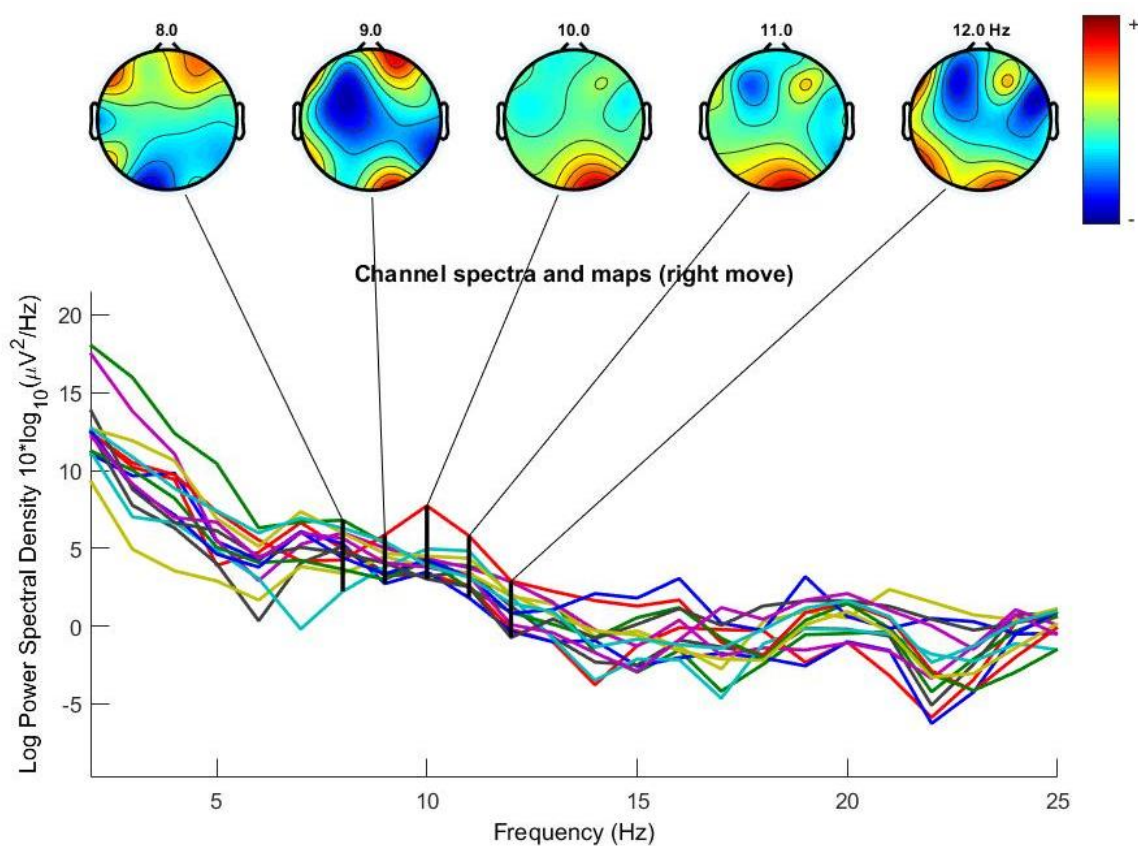 8.0 9.0 10.0 11.0 12.0 Hz
+
-
Channel spectra and maps (right move)
Log Power Spectral Density 10*log10(μV2/Hz)
20
15
10
5
0
-5
5 10 15 20 25
Frequency (Hz)